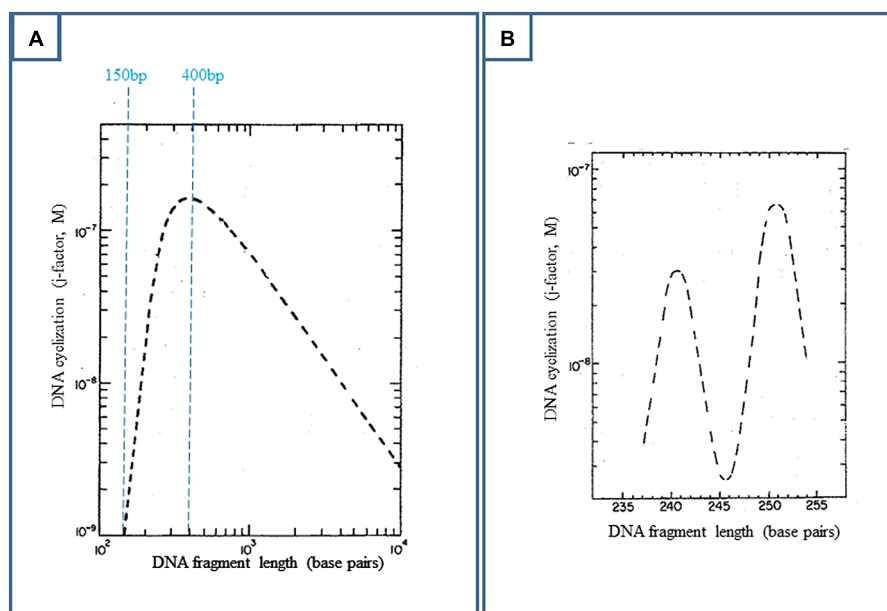 A
150bp 400bp
DNA cyclization (j-factor, M)
10⁻⁷
10⁻⁸
10⁻⁹
10² 10³ 10⁴
DNA fragment length (base pairs)
B
DNA cyclization (j-factor, M)
10⁻⁷
10⁻⁸
235 240 245 250 255
DNA fragment length (base pairs)